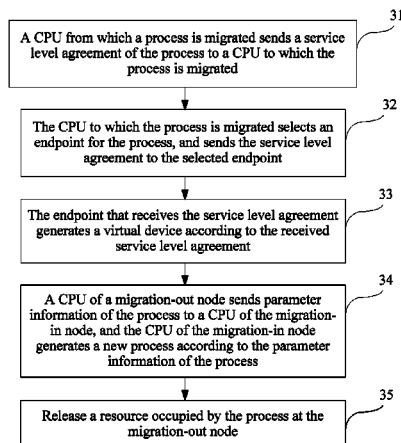 31
A CPU from which a process is migrated sends a service
level agreement of the process to a CPU to which the
process is migrated
32
The CPU to which the process is migrated selects an
endpoint for the process, and sends the service level
agreement to the selected endpoint
33
The endpoint that receives the service level agreement
generates a virtual device according to the received
service level agreement
34
A CPU of a migration-out node sends parameter
information of the process to a CPU of the migration-
in node, and the CPU of the migration-in node
generates a new process according to the parameter
information of the process
35
Release a resource occupied by the process at the
migration-out node